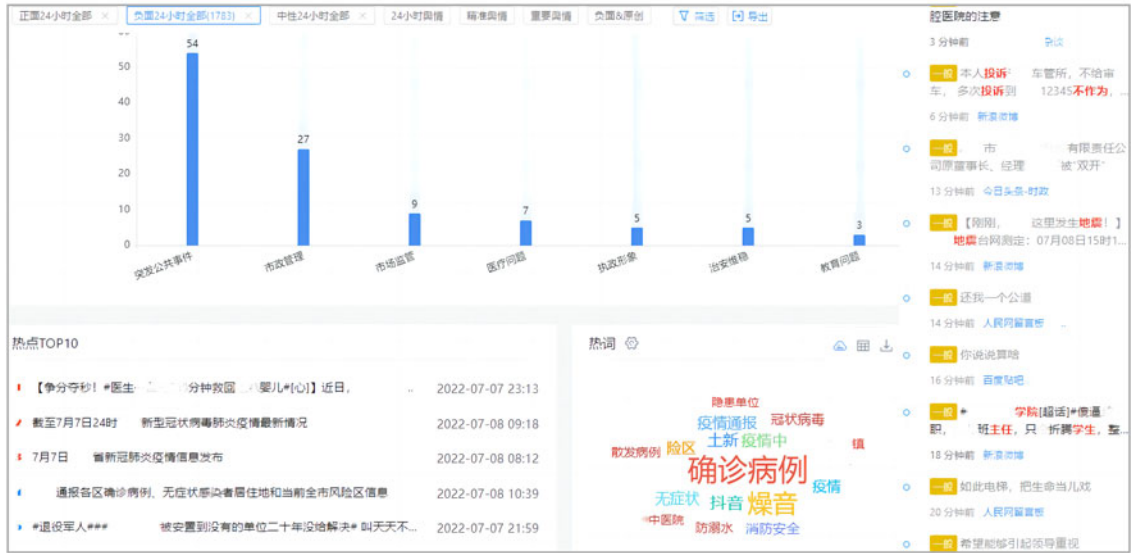 正面24小时全部 × 负面24小时全部(1783) × 中性24小时全部 × 24小时舆情 精准舆情 重要舆情 负面&原创 筛选 导出
54
50
40
30
27
20
10
9
7
5
5
3
0
突发公共事件 市政管理 市场监管 医疗问题 执政形象 治安维稳 教育问题
热点TOP10
1 【争分夺秒!#医生 分钟救回 婴儿#[心]】近日, .. 2022-07-07 23:13
2 截至7月7日24时 新型冠状病毒肺炎疫情最新情况 2022-07-08 09:18
3 7月7日 省新冠肺炎疫情信息发布 2022-07-08 08:12
4 通报各区确诊病例、无症状感染者居住地和当前全市风险区信息 2022-07-08 10:39
5 #退役军人### 被安置到没有的单位二十年没给解决# 叫天天不... 2022-07-07 21:59
热词
隐患单位
疫情通报 冠状病毒
土新 疫情中
散发病例 险区 镇
确诊病例
疫情
无症状 抖音 燥音
中医院 防溺水 消防安全
腔医院的注意
3 分钟前
一般 本人投诉 车管所,不给审
车,多次投诉到 12345不作为,...
6 分钟前 新浪微博
一般 市 有限责任公
司原董事长、经理 被“双开”
13 分钟前 今日头条-时政
一般 【刚刚, 这里发生地震!】
地震台网测定:07月08日15时1...
14 分钟前 新浪微博
一般 还我一个公道
14 分钟前 人民网留言板 ..
一般 你说说算啥
16 分钟前 百度贴吧
一般 # 学院[超话]#
职, 班主任,只 折腾学生,整...
18 分钟前 新浪微博
一般 如此电梯,把生命当儿戏
20 分钟前 人民网留言板
一般 希望能够引起领导重视